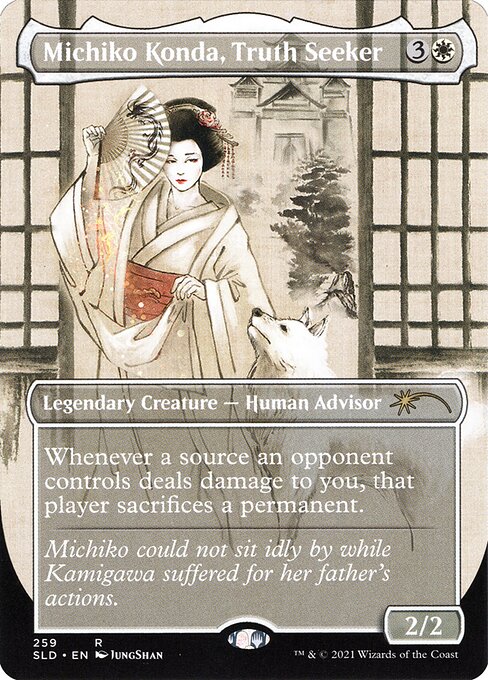 Michiko Konda, Truth Seeker 3
Legendary Creature — Human Advisor
Whenever a source an opponent
controls deals damage to you, that
player sacrifices a permanent.
Michiko could not sit idly by while
Kamigawa suffered for her father's
actions.
2/2
259 R
SLD • EN JungShan
™ & © 2021 Wizards of the Coast